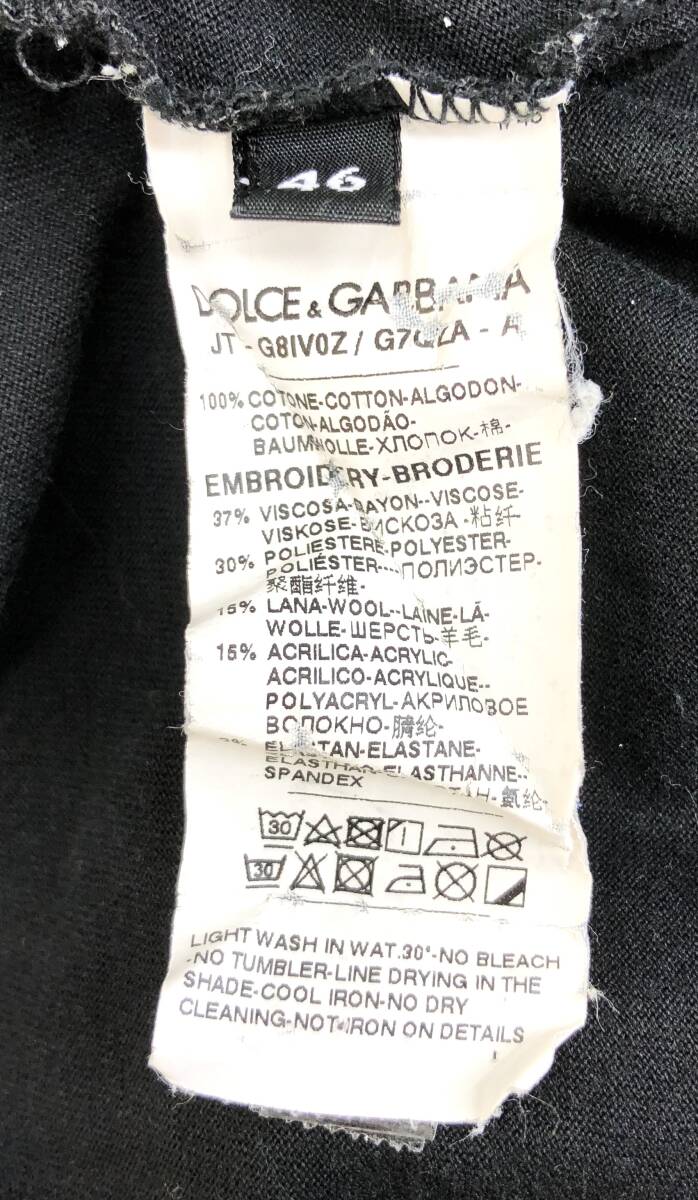 46
DOLCE & GABBANA
JT - G8IV0Z / - A
100% COTONE-COTTON-ALGODON-
COTON-ALGODÃO-
BAUMWOLLE-ХЛОПОК-棉-
EMBROIDERY-BRODERIE
37% VISCOSA-RAYON--VISCOSE-
VISKOSE-ВИСКОЗА-粘纤
30% POLIESTERE-POLYESTER-
POLIÉSTER----ПОЛИЭСТЕР-
聚酯纤维-
15% LANA-WOOL--LAINE-LÃ-
WOLLE-ШЕРСТЬ-羊毛-
15% ACRILICA-ACRYLIC-
ACRILICO-ACRYLIQUE--
POLYACRYL-АКРИЛОВОЕ
ВОЛОКНО-腈纶-
ELASTAN-ELASTANE-
ELASTHAN-ELASTHANNE--
SPANDEX 氨纶-
30
30
LIGHT WASH IN WAT.30°-NO BLEACH
-NO TUMBLER-LINE DRYING IN THE
SHADE-COOL IRON-NO DRY
CLEANING-NOT IRON ON DETAILS